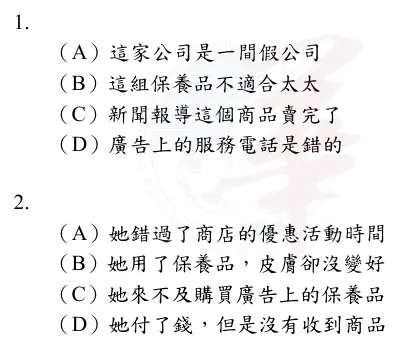 1.
（A）這家公司是一間假公司
（B）這組保養品不適合太太
（C）新聞報導這個商品賣完了
（D）廣告上的服務電話是錯的
2.
（A）她錯過了商店的優惠活動時間
（B）她用了保養品，皮膚卻沒變好
（C）她來不及購買廣告上的保養品
（D）她付了錢，但是沒有收到商品